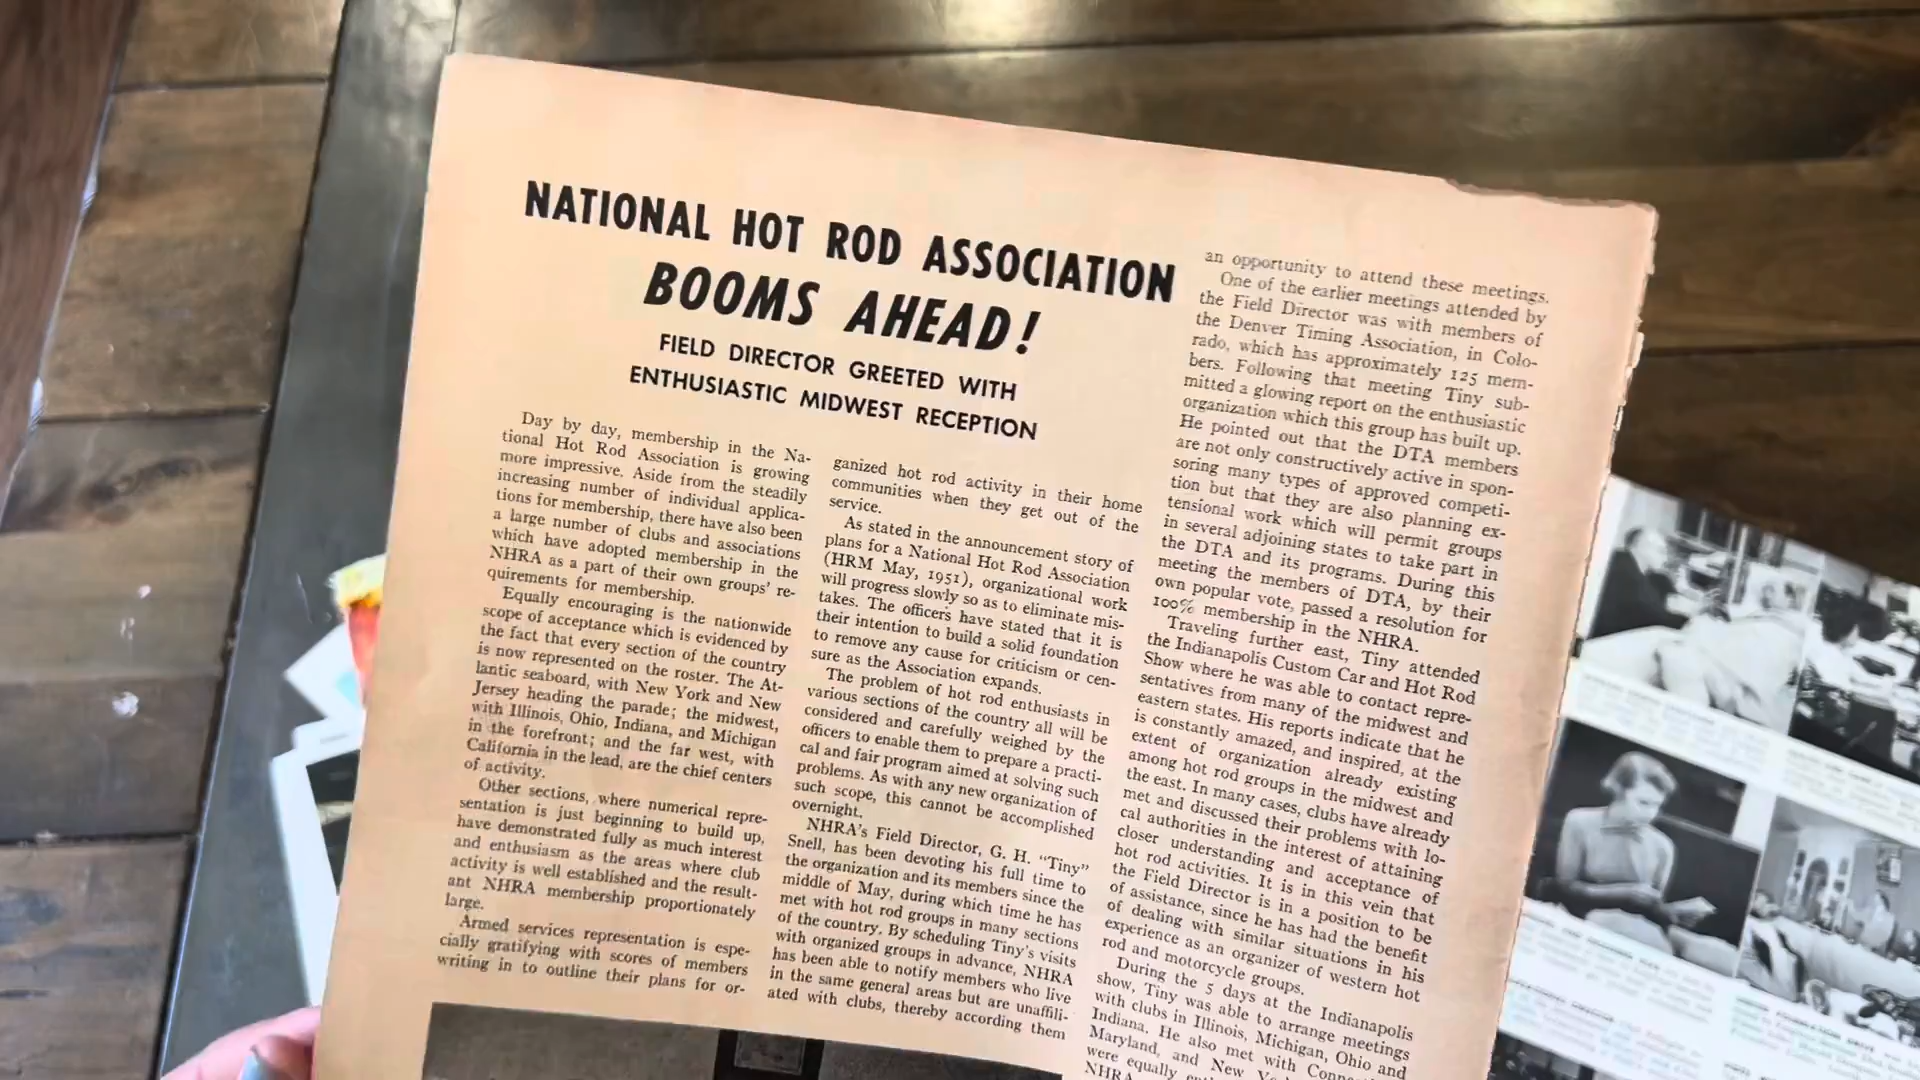 NATIONAL HOT ROD ASSOCIATION
BOOMS AHEAD!
FIELD DIRECTOR GREETED WITH
ENTHUSIASTIC MIDWEST RECEPTION
Day by day, membership in the Na-
tional Hot Rod Association is growing
more impressive. Aside from the steadily
increasing number of individual applica-
tions for membership, there have also been
a large number of clubs and associations
which have adopted membership in the
NHRA as a part of their own groups' re-
quirements for membership.
Equally encouraging is the nationwide
scope of acceptance which is evidenced by
the fact that every section of the country
is now represented on the roster. The At-
lantic seaboard, with New York and New
Jersey heading the parade; the midwest,
with Illinois, Ohio, Indiana, and Michigan
in the forefront; and the far west, with
California in the lead, are the chief centers
of activity.
Other sections, where numerical repre-
sentation is just beginning to build up,
have demonstrated fully as much interest
and enthusiasm as the areas where club
activity is well established and the result-
ant NHRA membership proportionately
large.
Armed services representation is espe-
cially gratifying with scores of members
writing in to outline their plans for or-
ganized hot rod activity in their home
communities when they get out of the
service.
As stated in the announcement story of
plans for a National Hot Rod Association
(HRM May, 1951), organizational work
will progress slowly so as to eliminate mis-
takes. The officers have stated that it is
their intention to build a solid foundation
to remove any cause for criticism or cen-
sure as the Association expands.
The problem of hot rod enthusiasts in
various sections of the country all will be
considered and carefully weighed by the
officers to enable them to prepare a practi-
cal and fair program aimed at solving such
problems. As with any new organization of
such scope, this cannot be accomplished
overnight.
NHRA's Field Director, G. H. "Tiny"
Snell, has been devoting his full time to
the organization and its members since the
middle of May, during which time he has
met with hot rod groups in many sections
of the country. By scheduling Tiny's visits
with organized groups in advance, NHRA
has been able to notify members who live
in the same general areas but are unaffili-
ated with clubs, thereby according them
an opportunity to attend these meetings.
One of the earlier meetings attended by
the Field Director was with members of
the Denver Timing Association, in Colo-
rado, which has approximately 125 mem-
bers. Following that meeting Tiny sub-
mitted a glowing report on the enthusiastic
organization which this group has built up.
He pointed out that the DTA members
are not only constructively active in spon-
soring many types of approved competi-
tion but that they are also planning ex-
tensional work which will permit groups
in several adjoining states to take part in
the DTA and its programs. During this
meeting the members of DTA, by their
own popular vote, passed a resolution for
100% membership in the NHRA.
Traveling further east, Tiny attended
the Indianapolis Custom Car and Hot Rod
Show where he was able to contact repre-
sentatives from many of the midwest and
eastern states. His reports indicate that he
is constantly amazed, and inspired, at the
extent of organization already existing
among hot rod groups in the midwest and
the east. In many cases, clubs have already
met and discussed their problems with lo-
cal authorities in the interest of attaining
closer understanding and acceptance of
hot rod activities. It is in this vein that
the Field Director is in a position to be
of assistance, since he has had the benefit
of dealing with similar situations in his
experience as an organizer of western hot
rod and motorcycle groups.
During the 5 days at the Indianapolis
show, Tiny was able to arrange meetings
with clubs in Illinois, Michigan, Ohio and
Indiana. He also met with
Maryland, and New
were equally
NHRA